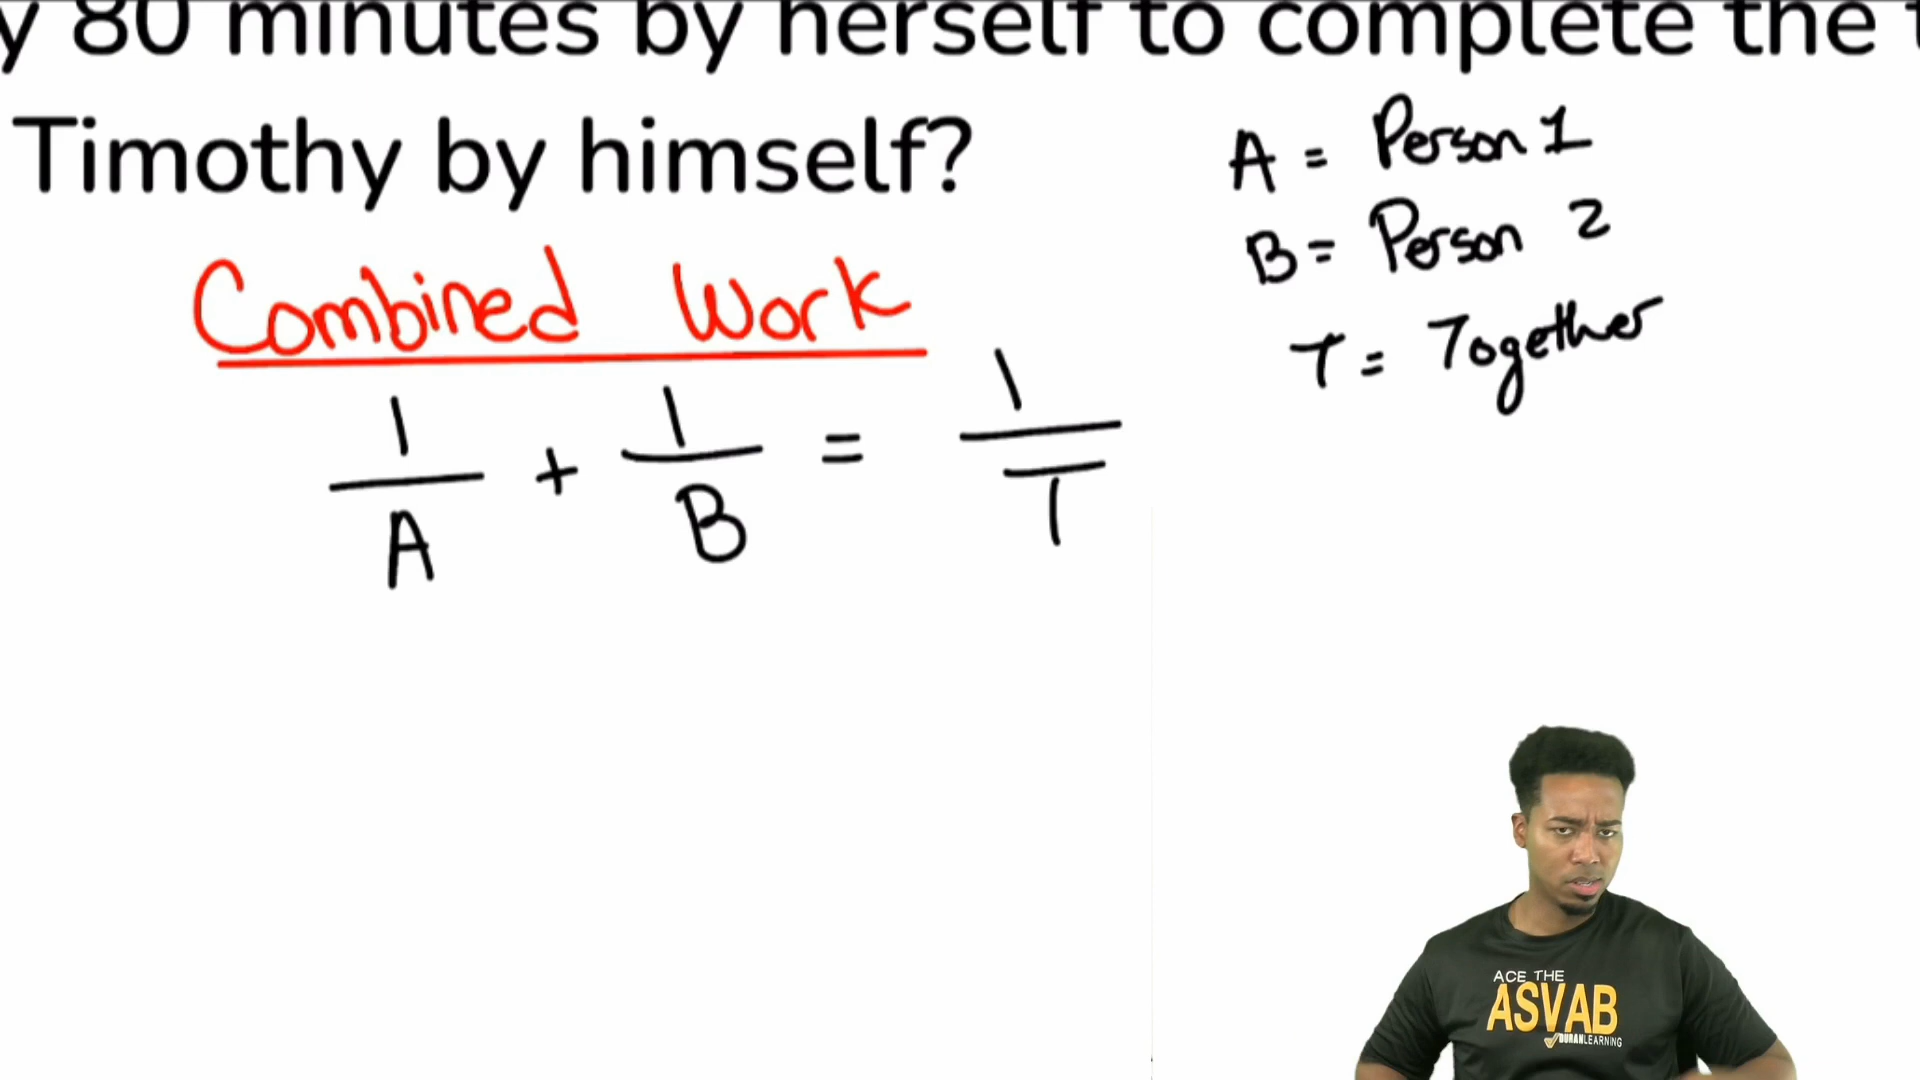 y 80 minutes by herself to complete the t
Timothy by himself?
A = Person 1
B = Person 2
T = Together
Combined Work
1/A + 1/B = 1/T
ACE THE
ASVAB
DURANLEARNING